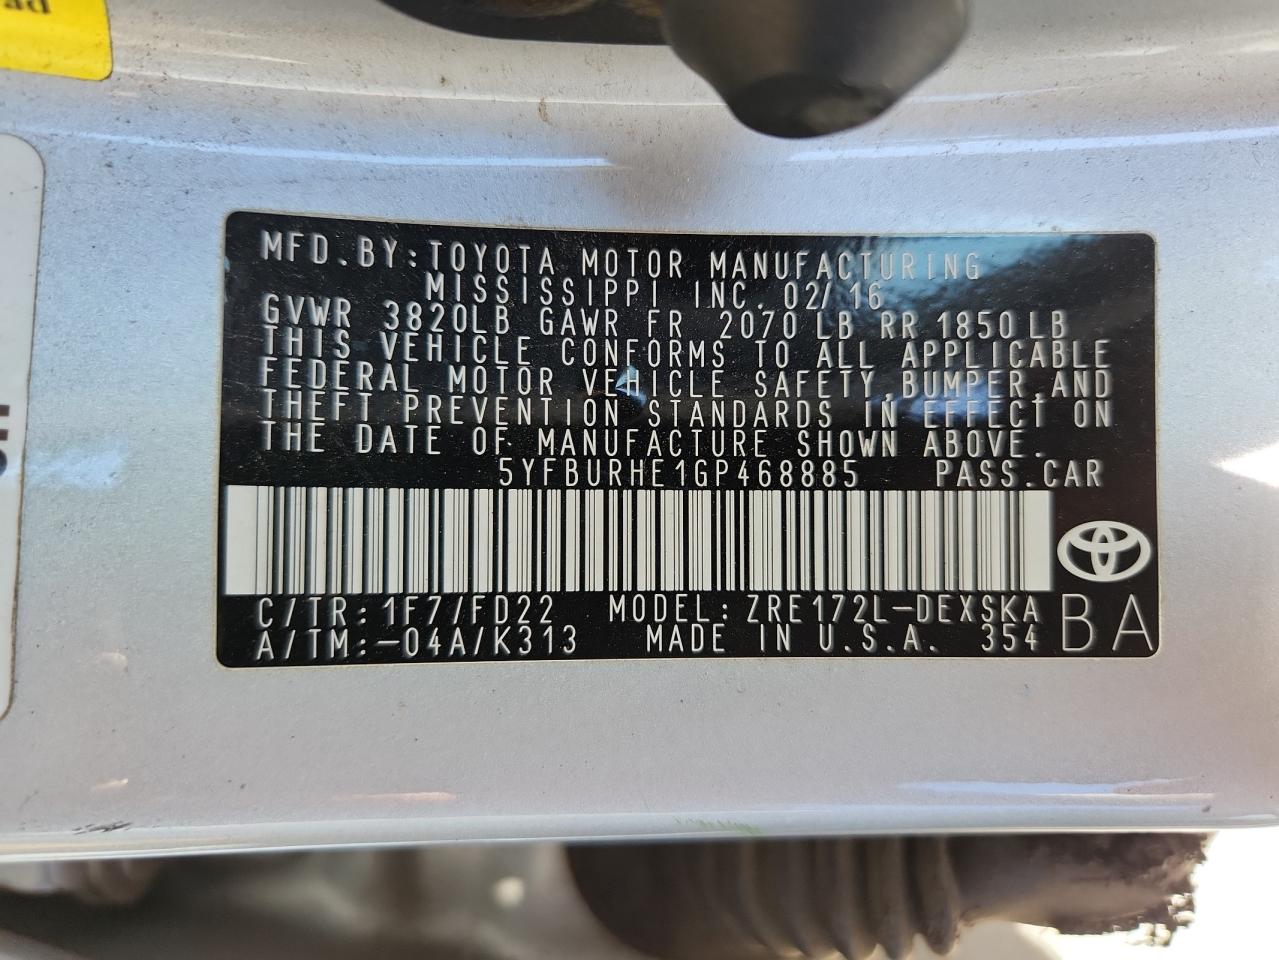 ad
MFD.BY:TOYOTA MOTOR MANUFACTURING
MISSISSIPPI INC. 02/16
GVWR 3820LB GAWR FR 2070 LB RR 1850 LB
THIS VEHICLE CONFORMS TO ALL APPLICABLE
FEDERAL MOTOR VEHICLE SAFETY,BUMPER,AND
THEFT PREVENTION STANDARDS IN EFFECT ON
THE DATE OF MANUFACTURE SHOWN ABOVE.
5YFBURHE1GP468885 PASS.CAR
C/TR:1F7/FD22 MODEL:ZRE172L-DEXSKA
A/TM:-04A/K313 MADE IN U.S.A. 354 BA